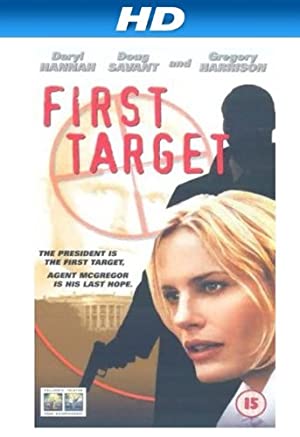 HD
Daryl Doug and Gregory
HANNAH SAVANT HARRISON
FIRST
TARGET
THE PRESIDENT IS
THE FIRST TARGET,
AGENT MCGREGOR
IS HIS LAST HOPE.
15